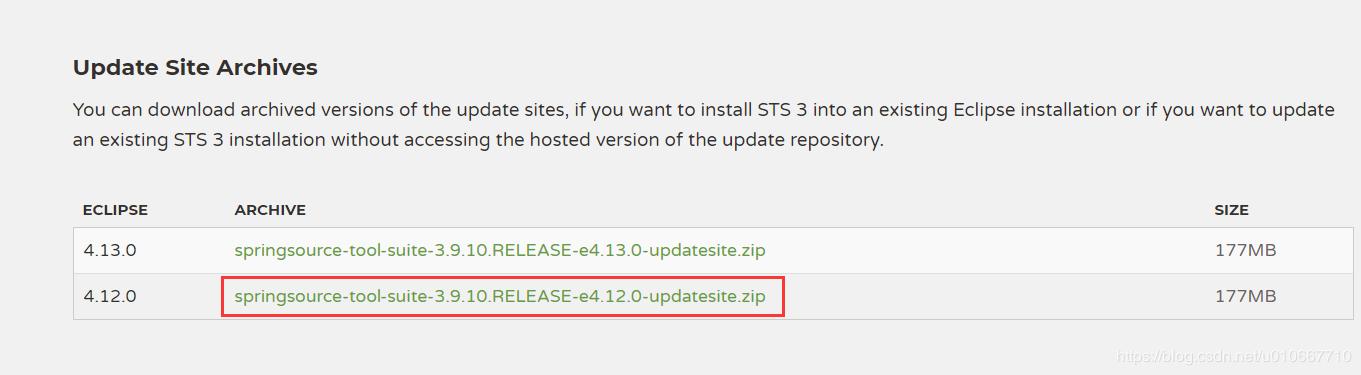 Update Site Archives
You can download archived versions of the update sites, if you want to install STS 3 into an existing Eclipse installation or if you want to update
an existing STS 3 installation without accessing the hosted version of the update repository.
ECLIPSE ARCHIVE SIZE
4.13.0 springsource-tool-suite-3.9.10.RELEASE-e4.13.0-updatesite.zip 177MB
4.12.0 springsource-tool-suite-3.9.10.RELEASE-e4.12.0-updatesite.zip 177MB
https://blog.csdn.net/u010667710